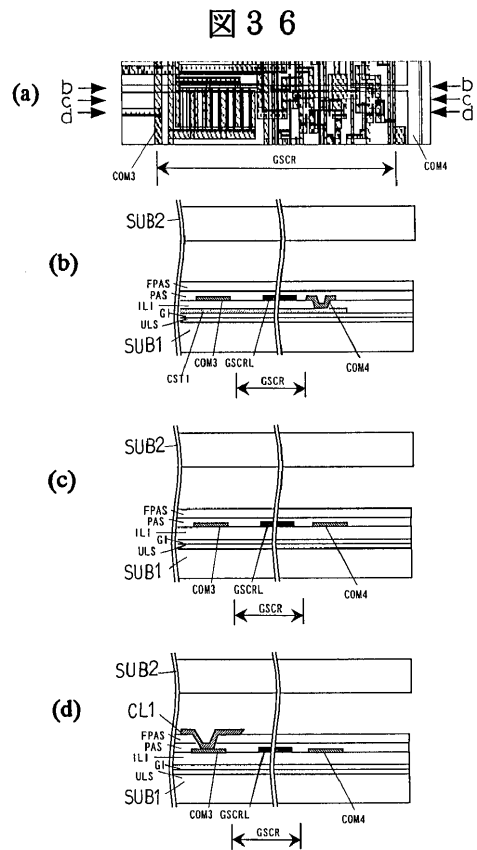 図36
(a)
b
c
d
b
c
d
COM3
GSCR
COM4
(b)
SUB2
FPAS
PAS
ILI
GI
ULS
SUB1
CST1
COM3
GSCRL
COM4
GSCR
(c)
SUB2
FPAS
PAS
ILI
GI
ULS
SUB1
COM3
GSCRL
COM4
GSCR
(d)
SUB2
CL1
FPAS
PAS
ILI
GI
ULS
SUB1
COM3
GSCRL
COM4
GSCR